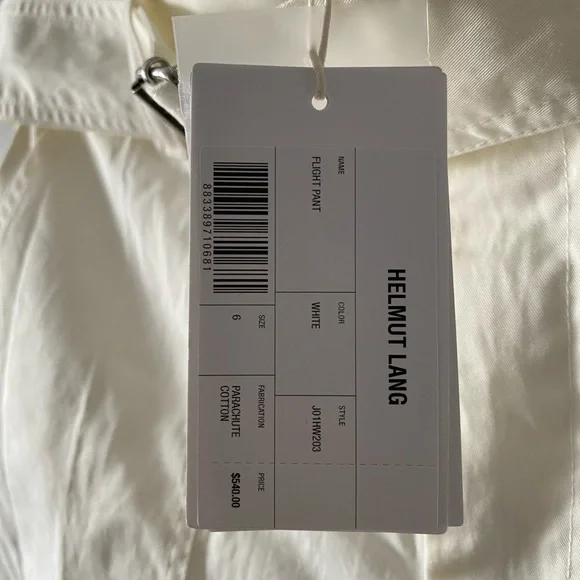 HELMUT LANG
NAME
FLIGHT PANT
COLOR
WHITE
STYLE
J01HW203
883389710681
SIZE
6
FABRICATION
PARACHUTE
COTTON
PRICE
$540.00